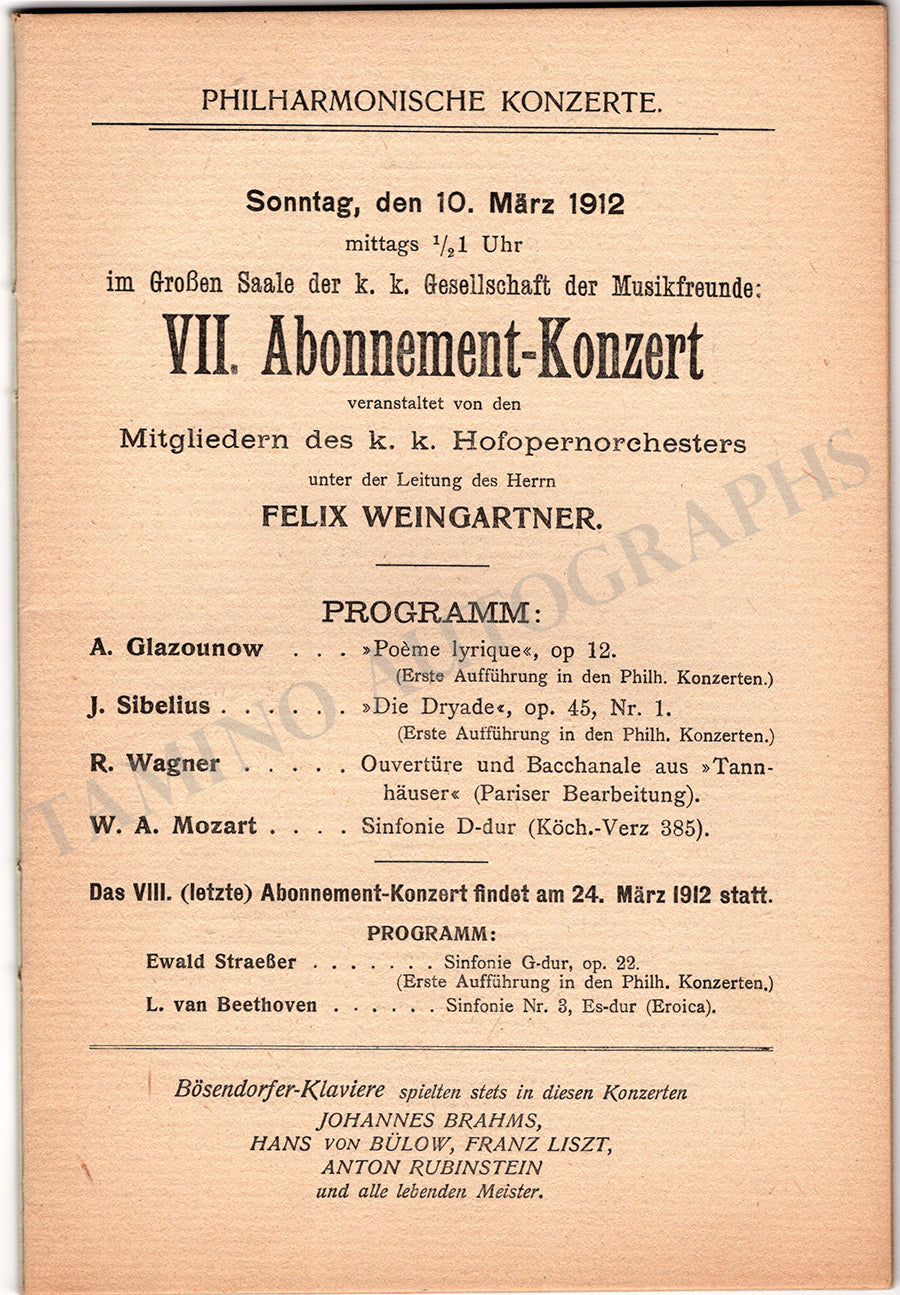 PHILHARMONISCHE KONZERTE.
Sonntag, den 10. März 1912
mittags ½1 Uhr
im Großen Saale der k. k. Gesellschaft der Musikfreunde:
VII. Abonnement-Konzert
veranstaltet von den
Mitgliedern des k. k. Hofopernorchesters
unter der Leitung des Herrn
FELIX WEINGARTNER.
PROGRAMM:
A. Glazounow . . . »Poème lyrique«, op 12.
(Erste Aufführung in den Philh. Konzerten.)
J. Sibelius . . . . . . »Die Dryade«, op. 45, Nr. 1.
(Erste Aufführung in den Philh. Konzerten.)
R. Wagner . . . . . Ouvertüre und Bacchanale aus »Tann-
häuser« (Pariser Bearbeitung).
W. A. Mozart . . . . Sinfonie D-dur (Köch.-Verz 385).
Das VIII. (letzte) Abonnement-Konzert findet am 24. März 1912 statt.
PROGRAMM:
Ewald Straeßer . . . . . . . Sinfonie G-dur, op. 22.
(Erste Aufführung in den Philh. Konzerten.)
L. van Beethoven . . . . . . Sinfonie Nr. 3, Es-dur (Eroica).
Bösendorfer-Klaviere spielten stets in diesen Konzerten
JOHANNES BRAHMS,
HANS VON BÜLOW, FRANZ LISZT,
ANTON RUBINSTEIN
und alle lebenden Meister.
TAMINO AUTOGRAPHS